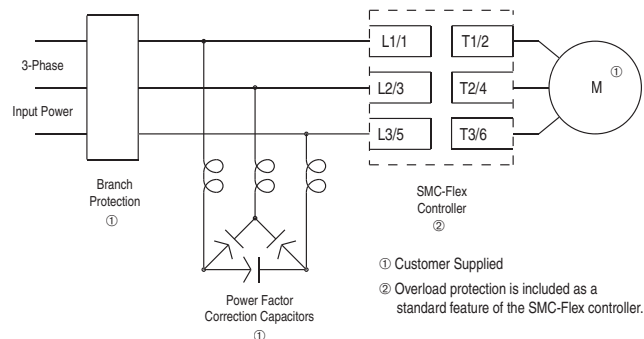 3-Phase
Input Power
Branch
Protection
①
L1/1
T1/2
L2/3
T2/4
L3/5
T3/6
M
①
SMC-Flex
Controller
②
Power Factor
Correction Capacitors
①
① Customer Supplied
② Overload protection is included as a
standard feature of the SMC-Flex controller.